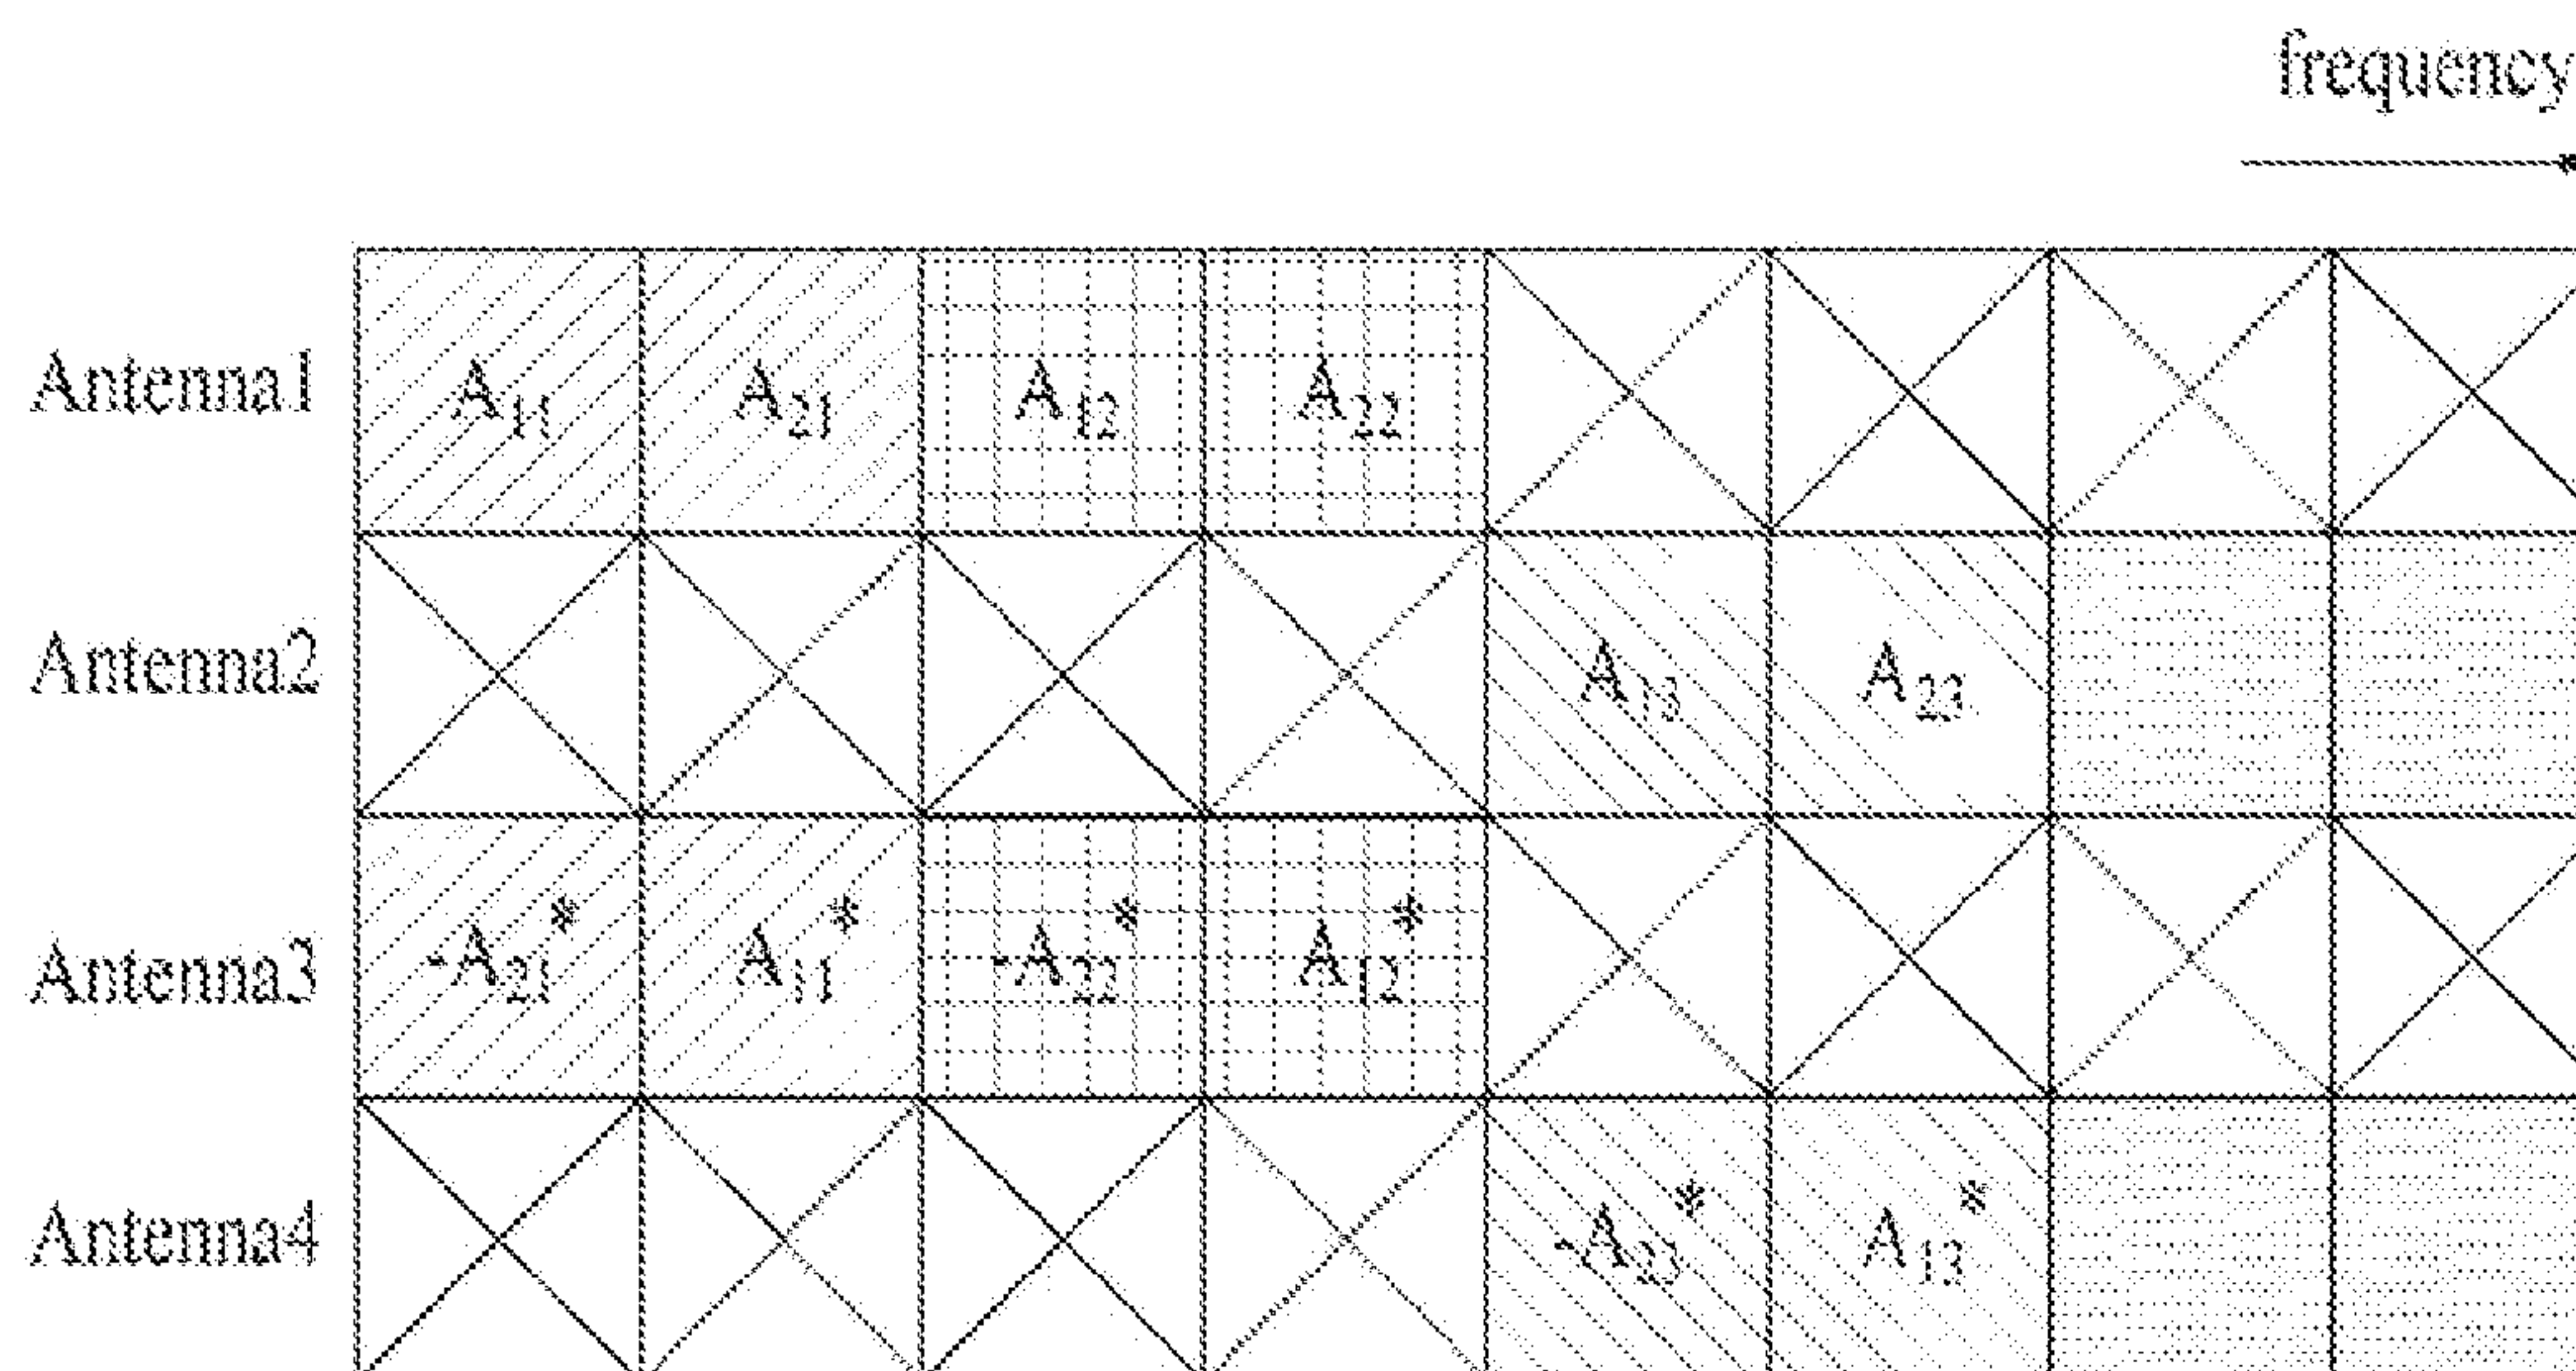 frequency
Antenna1 A11 A21 A12 A22
Antenna2 A13 A23
Antenna3 -A21* A11* -A22* A12*
Antenna4 -A23* A13*